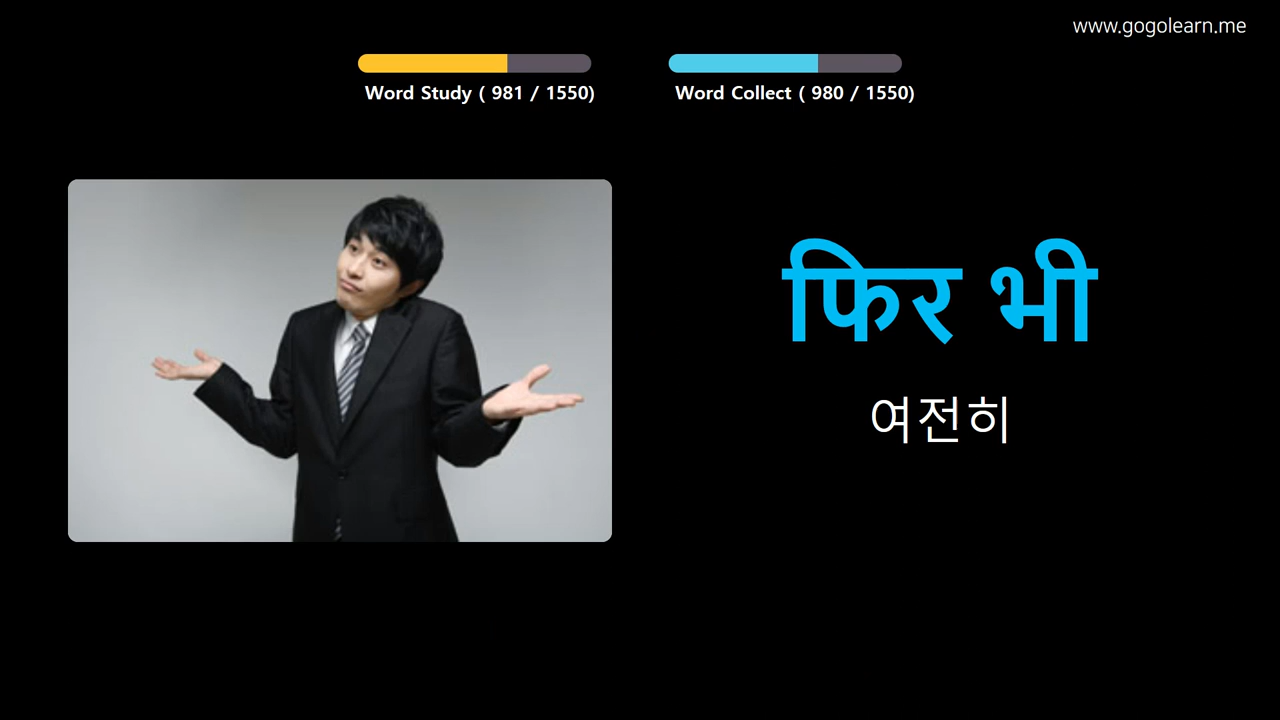 www.gogolearn.me
Word Study ( 981 / 1550)
Word Collect ( 980 / 1550)
फिर भी
여전히